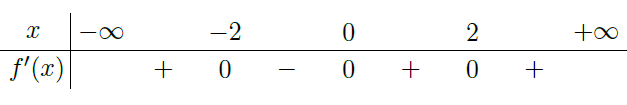 x −∞ −2 0 2 +∞
f′(x) + 0 − 0 + 0 +